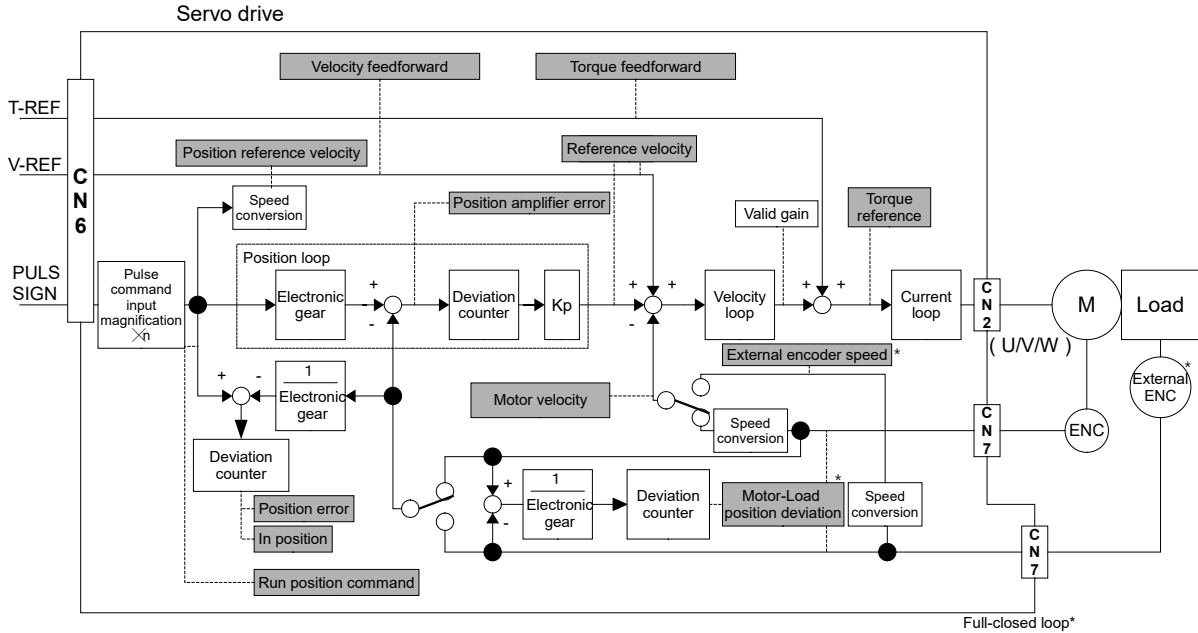 Servo drive
Velocity feedforward
Torque feedforward
T-REF
Position reference velocity
Reference velocity
V-REF
C
N
6
Speed
conversion
Position amplifier error
Valid gain
Torque
reference
PULS
SIGN
Pulse
command
input
magnification
×n
Position loop
Electronic
gear
+
-
-
Deviation
counter
Kp
+
+
+
-
Velocity
loop
+
+
Current
loop
C
N
2
( U/V/W )
M
Load
External encoder speed *
External
ENC
*
+
-
1
Electronic
gear
Motor velocity
Speed
conversion
C
N
7
ENC
Deviation
counter
+
-
1
Electronic
gear
Deviation
counter
*
Motor-Load
position deviation
Speed
conversion
Position error
In position
C
N
7
Run position command
Full-closed loop*